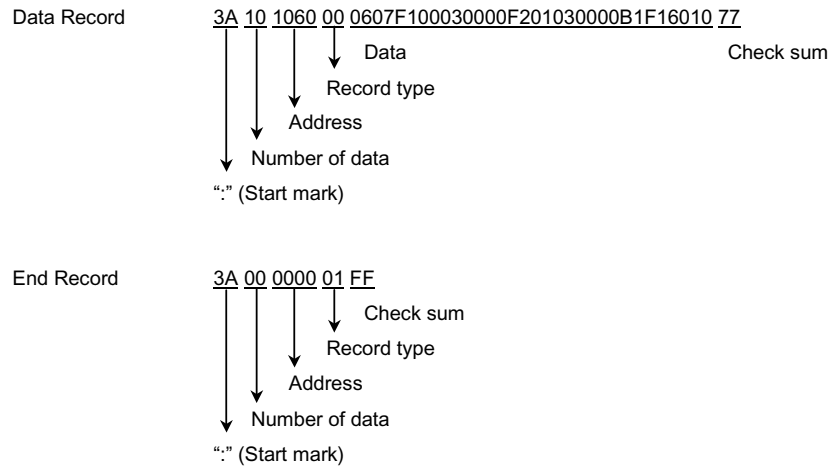 Data Record 3A 10 1060 00 0607F100030000F201030000B1F16010 77
Data Check sum
Record type
Address
Number of data
“:” (Start mark)
End Record 3A 00 0000 01 FF
Check sum
Record type
Address
Number of data
“:” (Start mark)